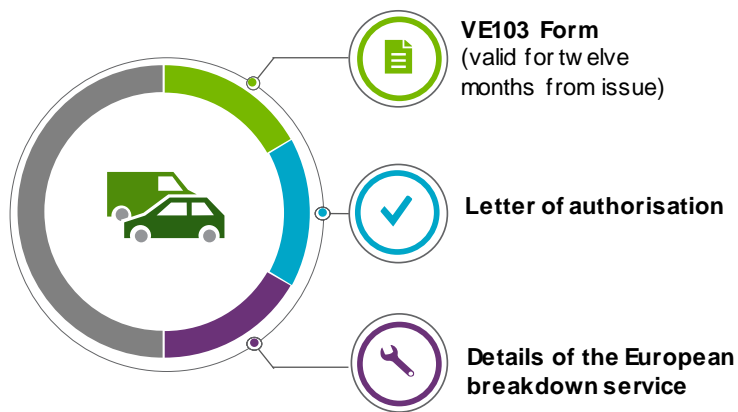 VE103 Form
(valid for twelve
months from issue)
Letter of authorisation
Details of the European
breakdown service